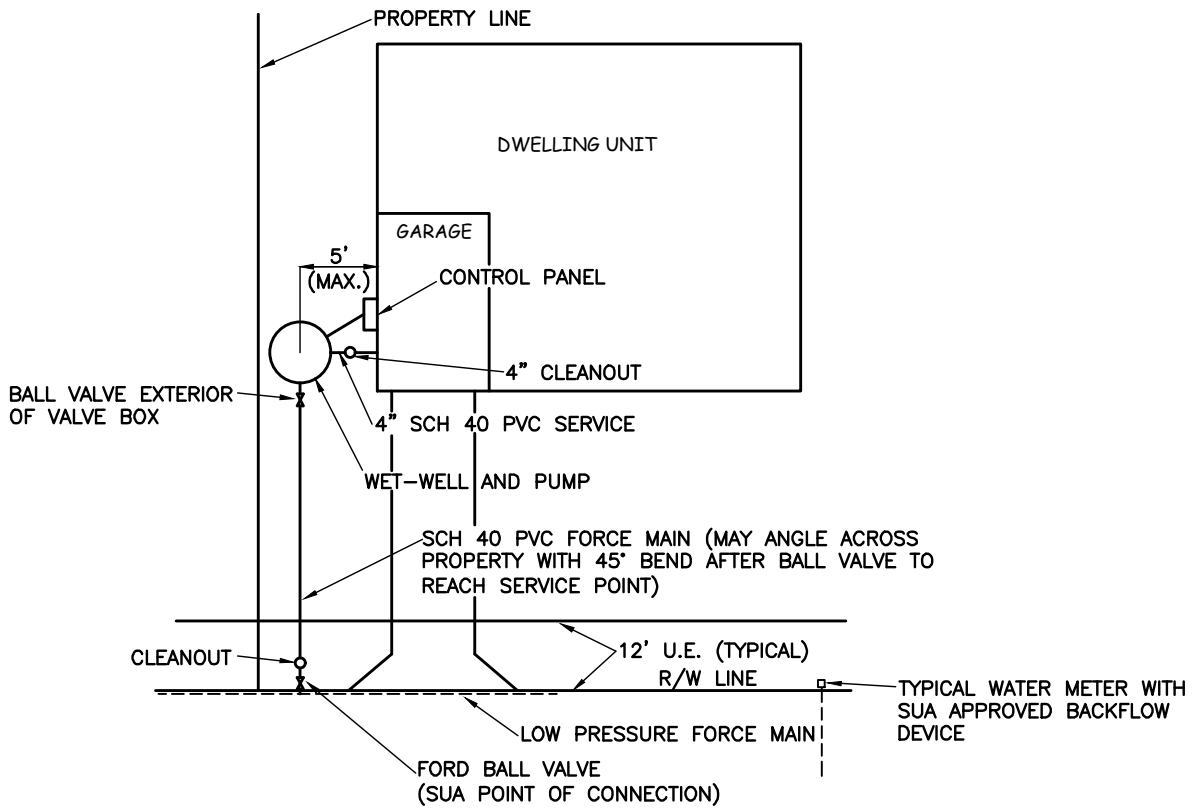 PROPERTY LINE
DWELLING UNIT
GARAGE
5'
(MAX.)
CONTROL PANEL
4" CLEANOUT
BALL VALVE EXTERIOR
OF VALVE BOX
4" SCH 40 PVC SERVICE
WET-WELL AND PUMP
SCH 40 PVC FORCE MAIN (MAY ANGLE ACROSS
PROPERTY WITH 45° BEND AFTER BALL VALVE TO
REACH SERVICE POINT)
CLEANOUT
12' U.E. (TYPICAL)
R/W LINE
TYPICAL WATER METER WITH
SUA APPROVED BACKFLOW
DEVICE
LOW PRESSURE FORCE MAIN
FORD BALL VALVE
(SUA POINT OF CONNECTION)